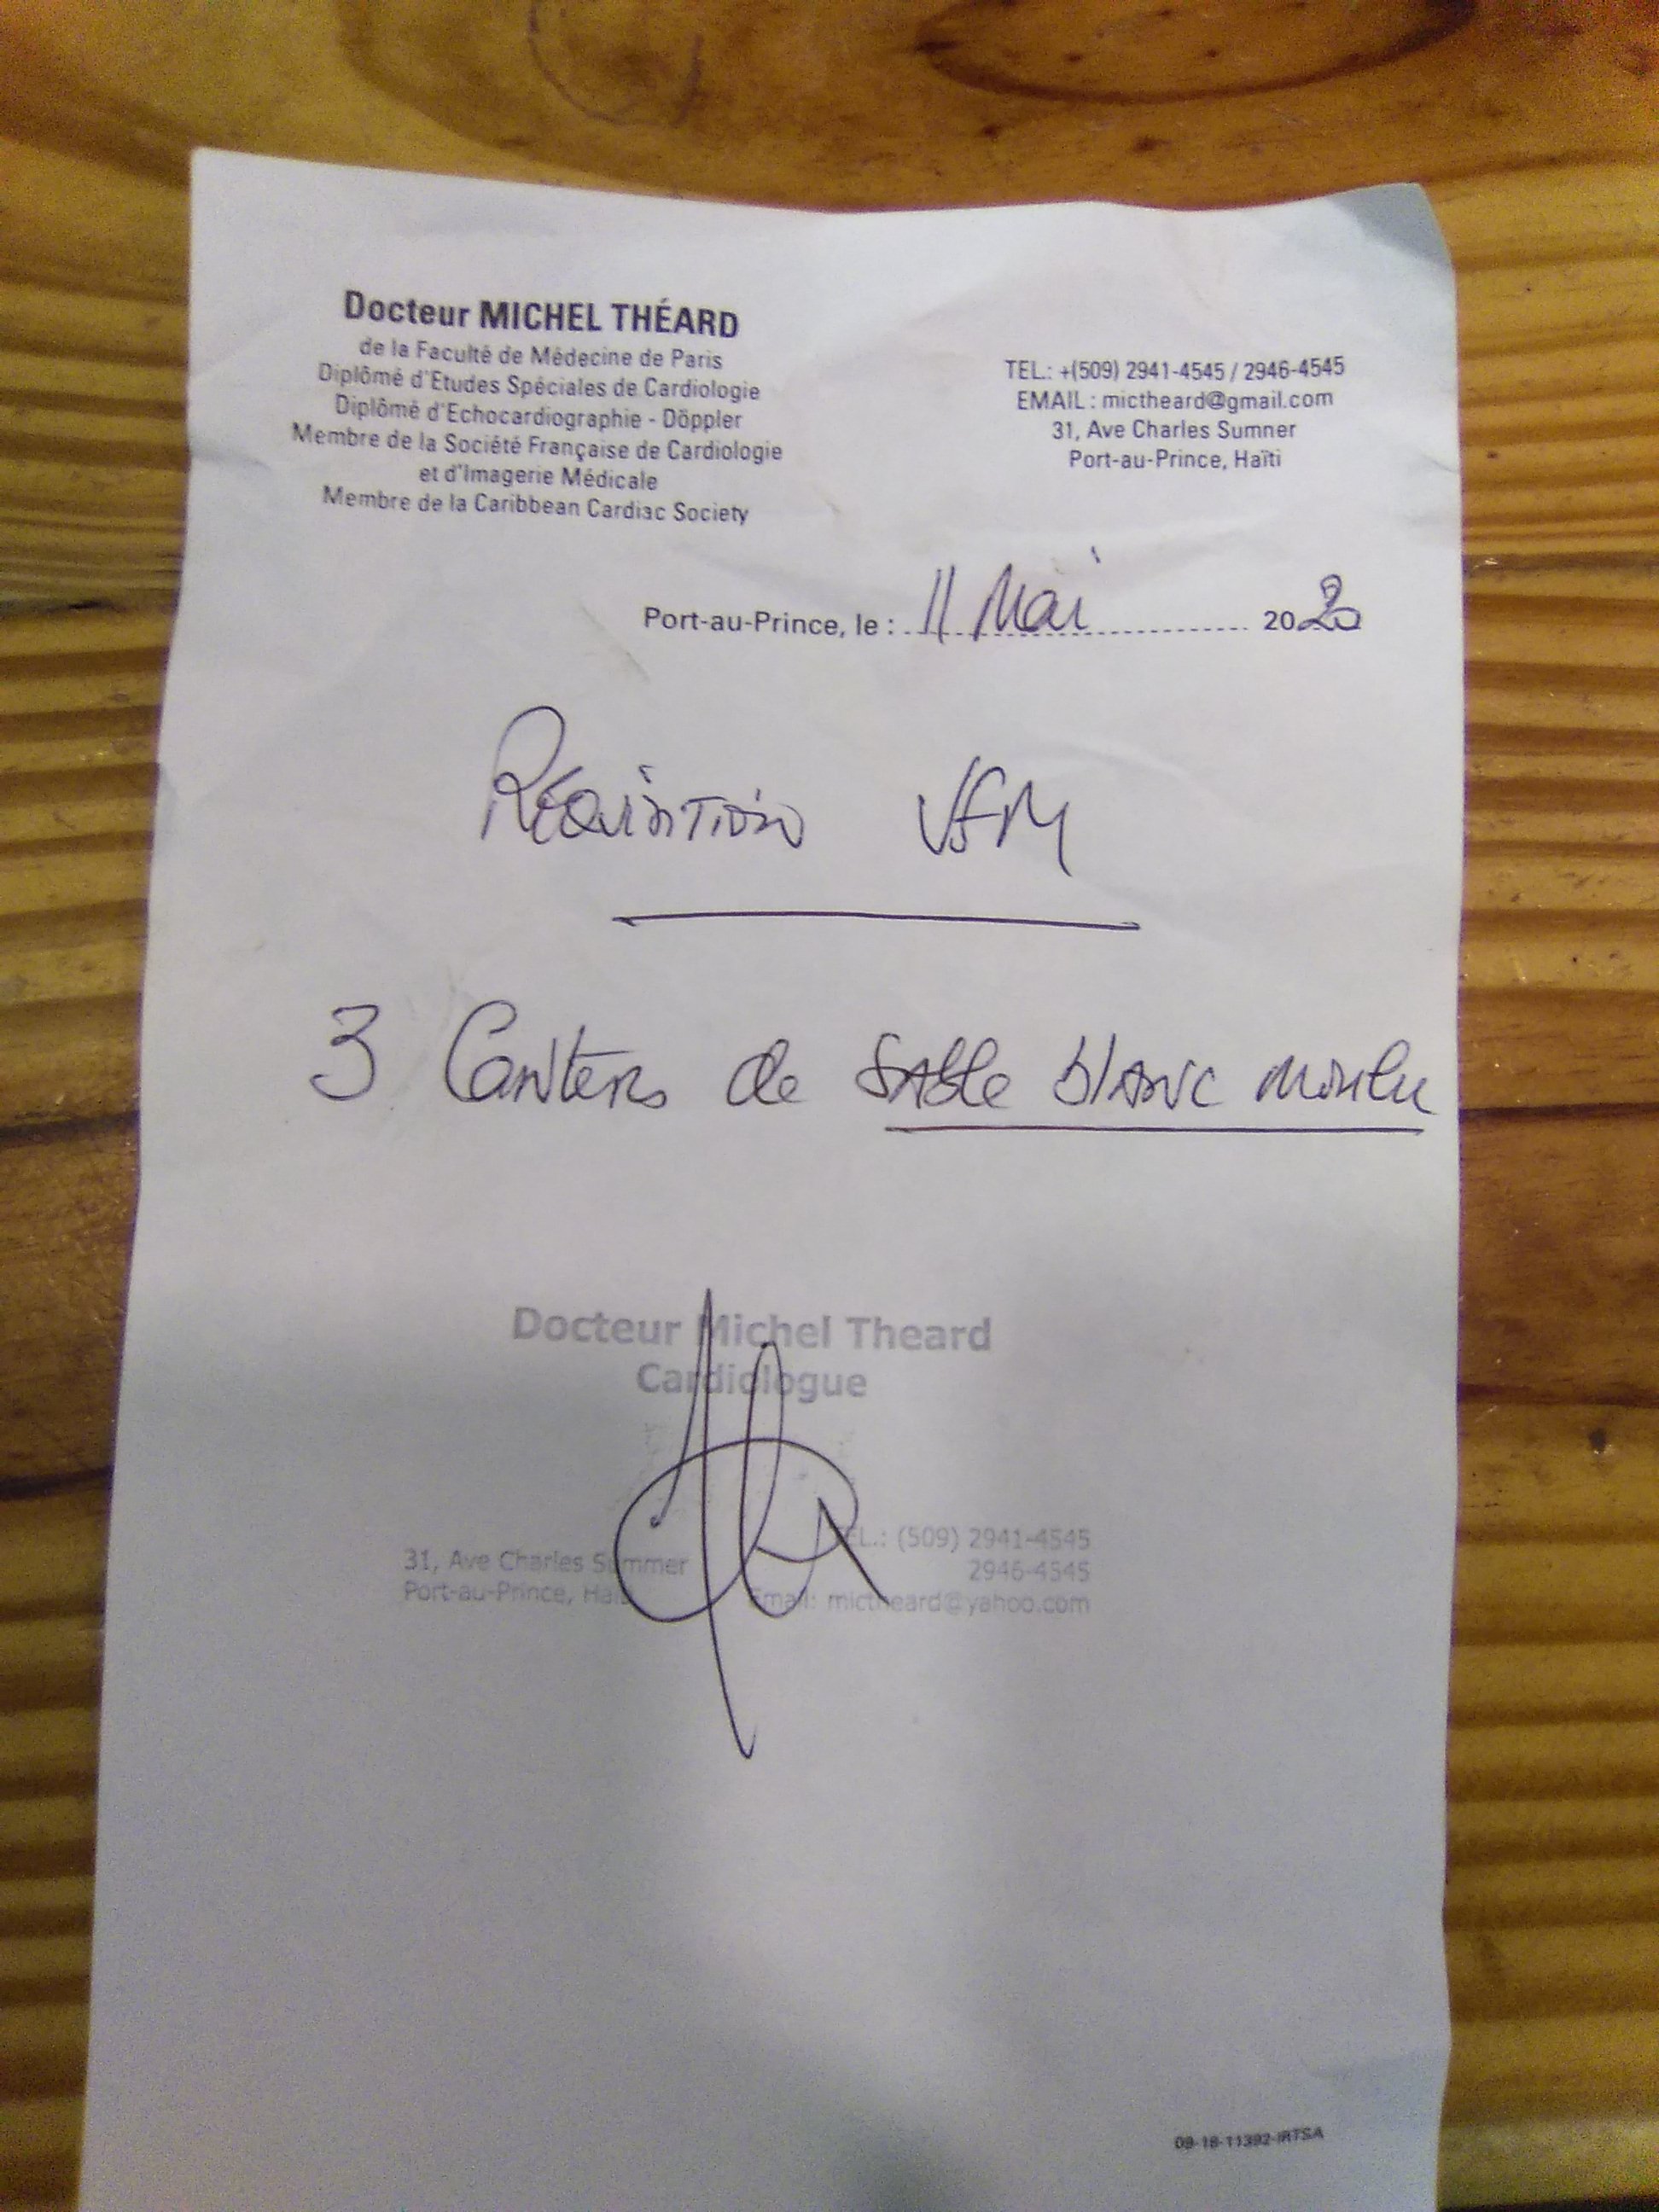 Docteur MICHEL THÉARD
de la Faculté de Médecine de Paris
Diplômé d'Etudes Spéciales de Cardiologie
Diplômé d'Echocardiographie - Döppler
Membre de la Société Française de Cardiologie
et d'Imagerie Médicale
Membre de la Caribbean Cardiac Society
TEL.: +(509) 2941-4545 / 2946-4545
EMAIL : mictheard@gmail.com
31, Ave Charles Sumner
Port-au-Prince, Haïti
Port-au-Prince, le : 11 Mai 2020
Réquisition
3 Canters de sable blanc moulu
Docteur Michel Theard
Cardiologue
31, Ave Charles Summer
Port-au-Prince, Haïti
TEL.: (509) 2941-4545
2946-4545
Email: mictheard@yahoo.com
09-18-11392-IRTSA